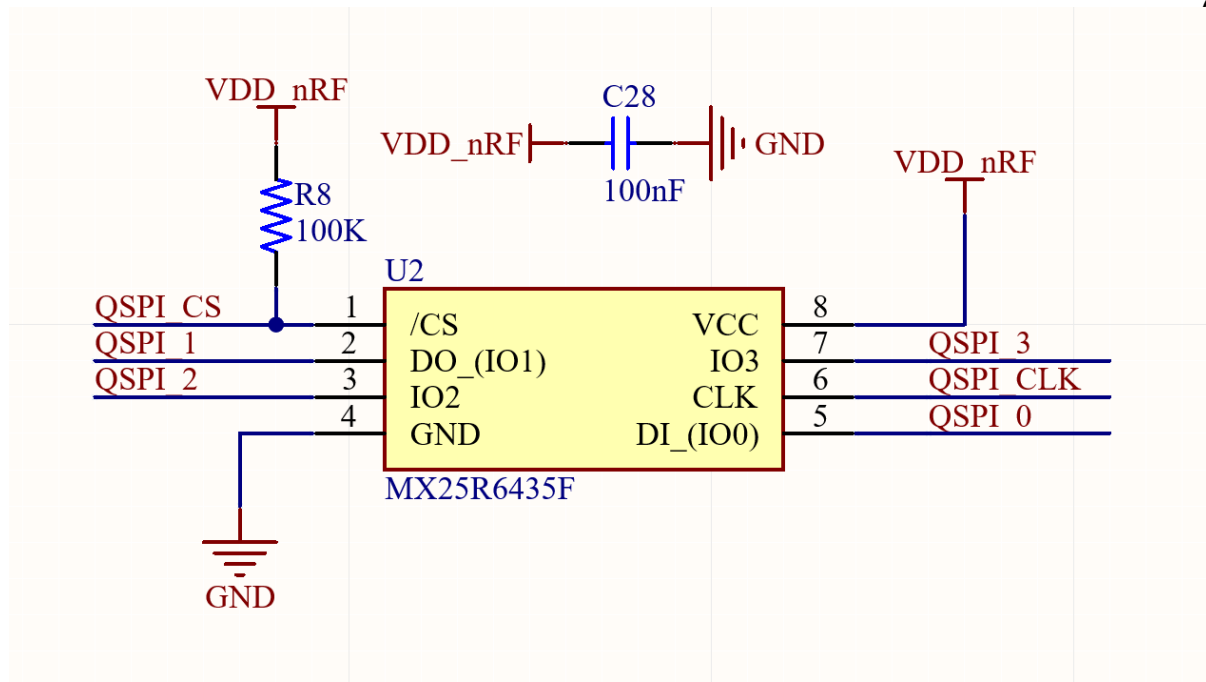 VDD_nRF
C28
VDD_nRF
GND
100nF
VDD_nRF
R8
100K
U2
QSPI_CS
1
/CS
VCC
8
QSPI_1
2
DO_(IO1)
IO3
7
QSPI_3
QSPI_2
3
IO2
CLK
6
QSPI_CLK
4
GND
DI_(IO0)
5
QSPI_0
MX25R6435F
GND